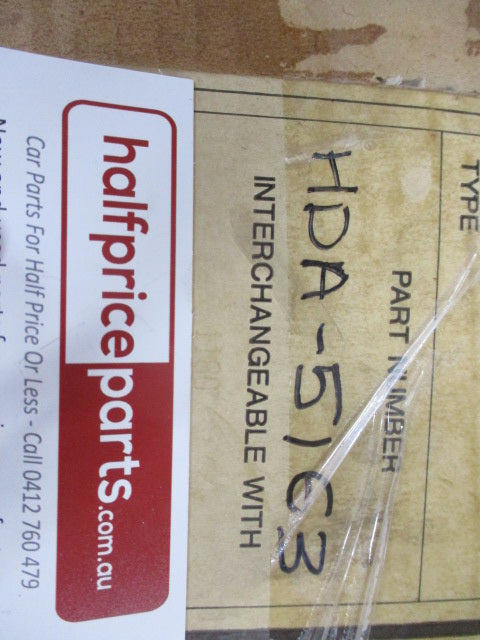 TYPE
PART NUMBER
HDA-5163
INTERCHANGEABLE WITH
halfpriceparts.com.au
Car Parts For Half Price Or Less - Call 0412 760 479